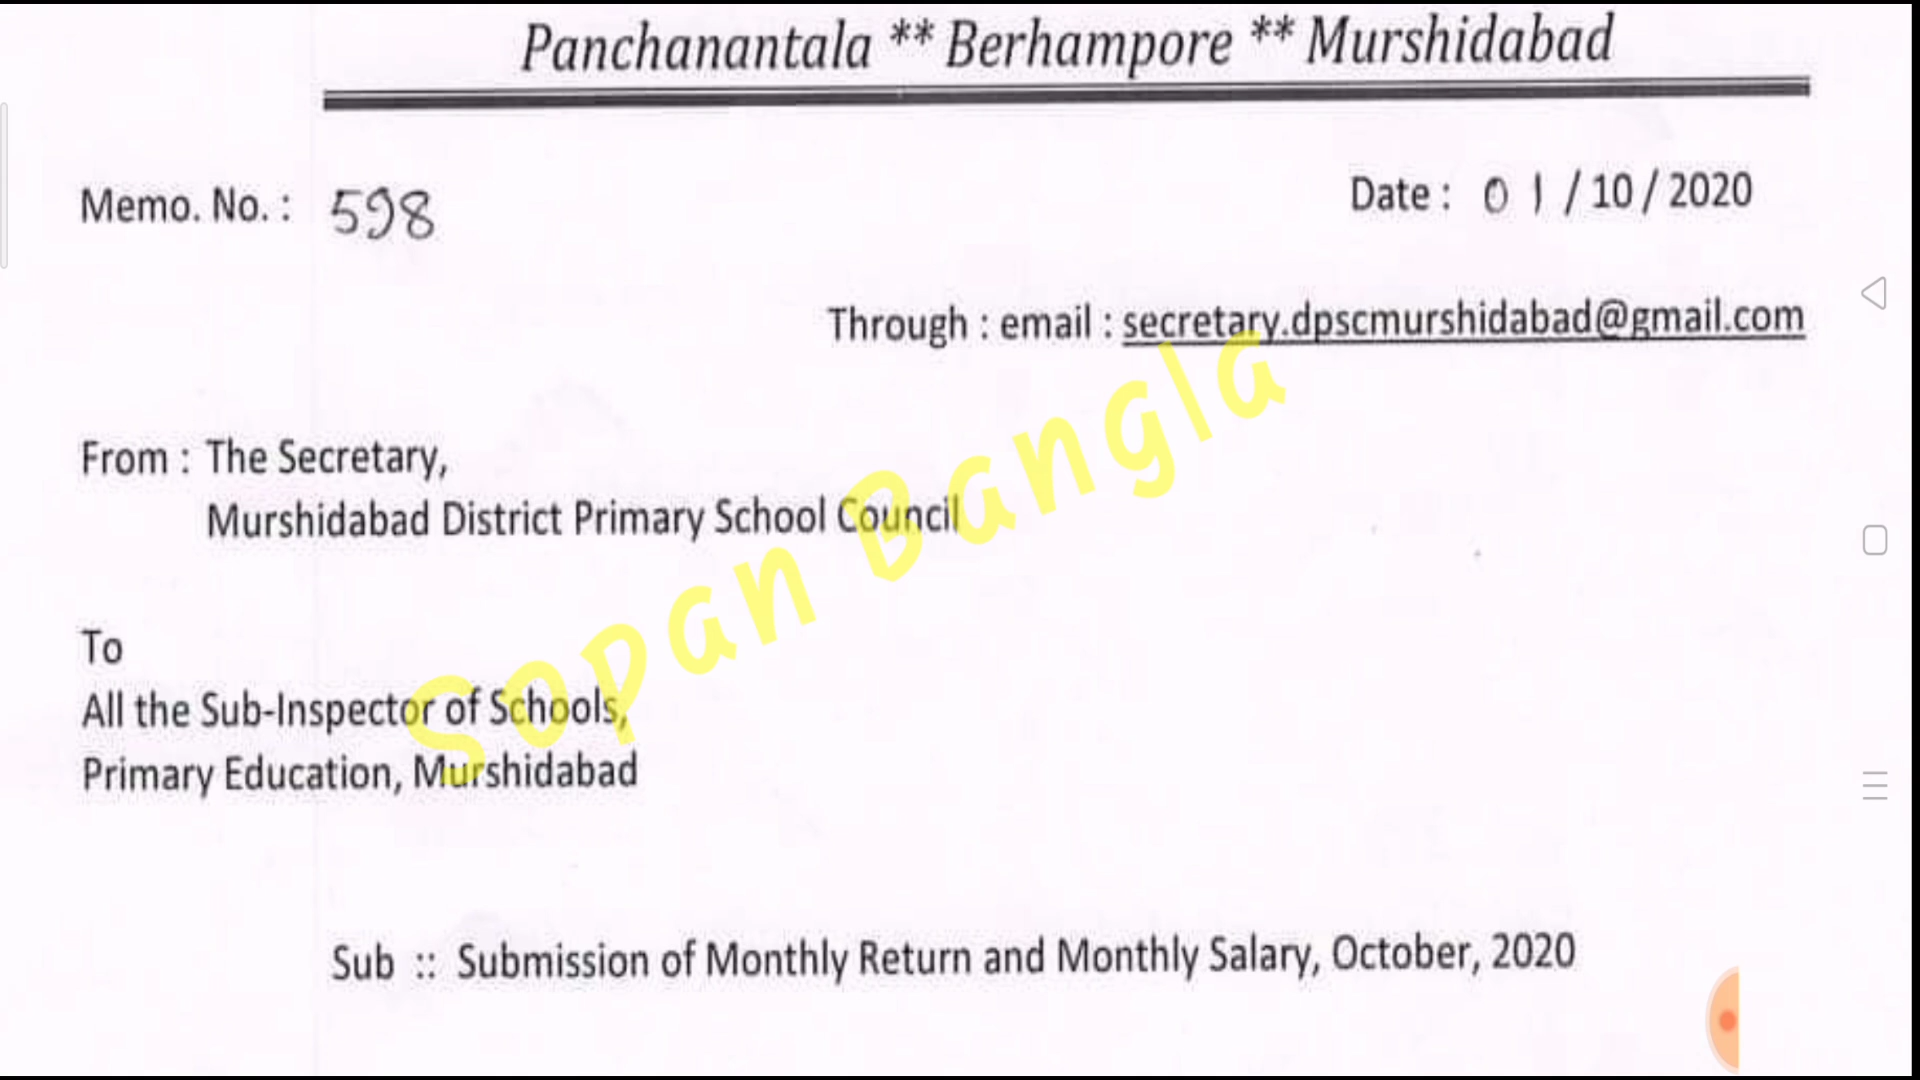 Panchanantala ** Berhampore ** Murshidabad
Memo. No. : 598
Date : 01/10/2020
Through : email : secretary.dpscmurshidabad@gmail.com
From : The Secretary,
Murshidabad District Primary School Council
To
All the Sub-Inspector of Schools,
Primary Education, Murshidabad
Sub :: Submission of Monthly Return and Monthly Salary, October, 2020
Sopan Bangla